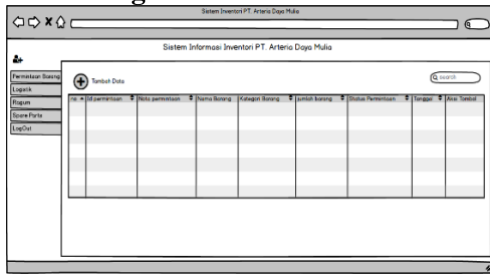 Sistem Inventori PT. Arteria Daya Mulia
Sistem Informasi Inventori PT. Arteria Daya Mulia
Permintaan Barang
Logistik
Ragum
Spare Parts
LogOut
Tambah Data
search
no Id permintaan Nota permintaan Nama Barang Kategori Barang jumlah barang Status Permintaan Tanggal Aksi Tombol